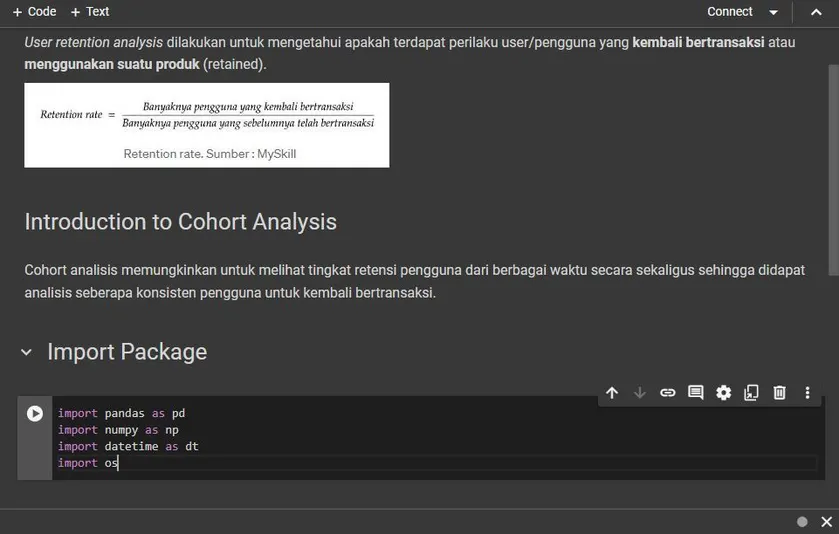 + Code + Text Connect
User retention analysis dilakukan untuk mengetahui apakah terdapat perilaku user/pengguna yang kembali bertransaksi atau
menggunakan suatu produk (retained).
Retention rate = Banyaknya pengguna yang kembali bertransaksi
Banyaknya pengguna yang sebelumnya telah bertransaksi
Retention rate. Sumber : MySkill
Introduction to Cohort Analysis
Cohort analisis memungkinkan untuk melihat tingkat retensi pengguna dari berbagai waktu secara sekaligus sehingga didapat
analisis seberapa konsisten pengguna untuk kembali bertransaksi.
Import Package
import pandas as pd
import numpy as np
import datetime as dt
import os